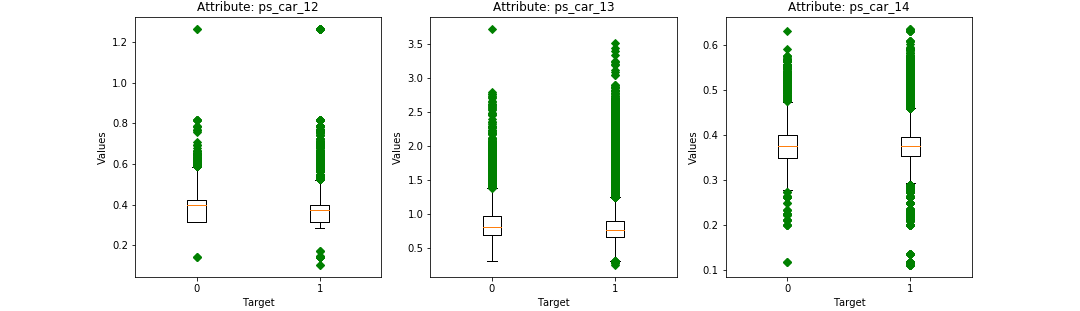 Attribute: ps_car_12
1.2
1.0
0.8
0.6
0.4
0.2
Values
0 1
Target
Attribute: ps_car_13
3.5
3.0
2.5
2.0
1.5
1.0
0.5
Values
0 1
Target
Attribute: ps_car_14
0.6
0.5
0.4
0.3
0.2
0.1
Values
0 1
Target